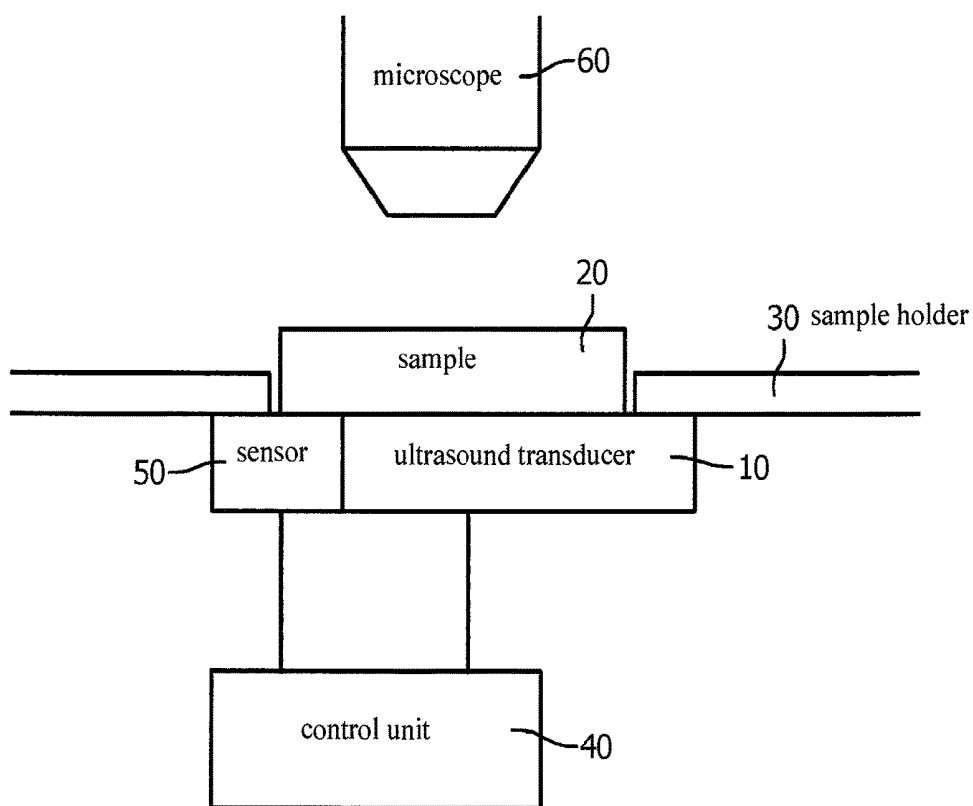 60
microscope
20
30 sample holder
sample
50 sensor
ultrasound transducer 10
control unit
40